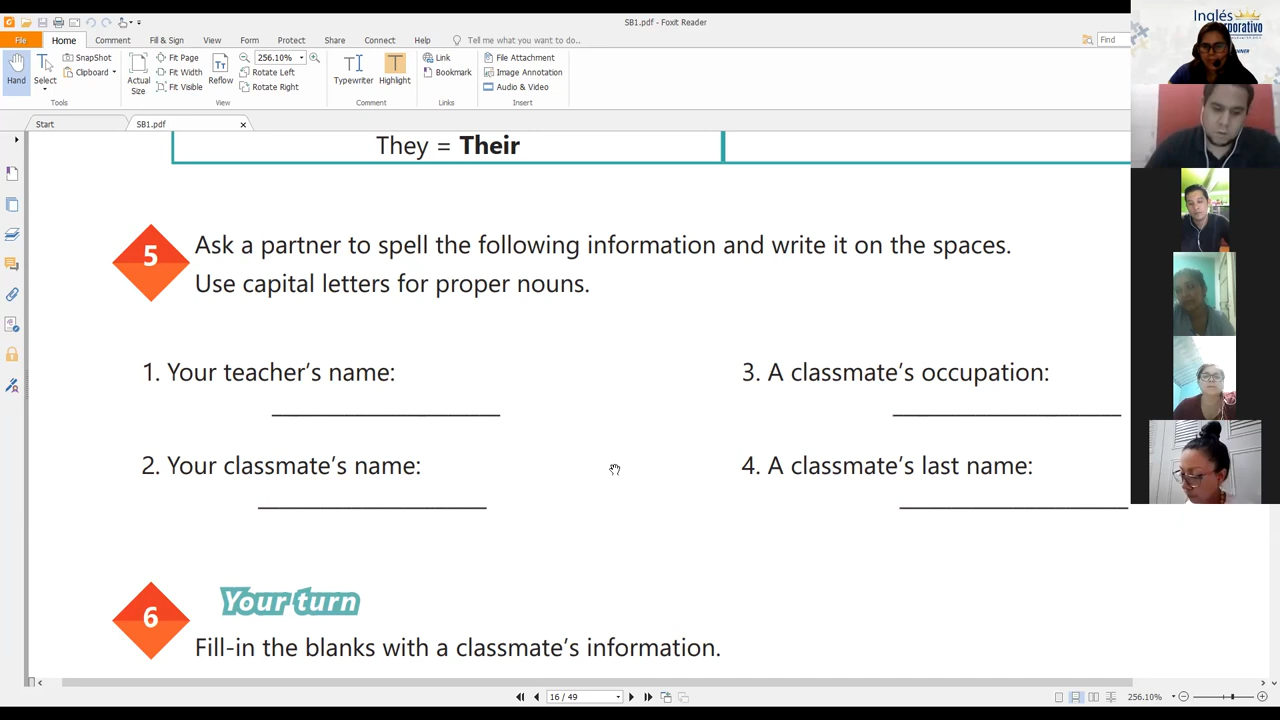 SB1.pdf - Foxit Reader
File Home Comment Fill & Sign View Form Protect Share Connect Help Tell me what you want to do.. Find
Hand
Select
SnapShot
Clipboard
Tools
Actual Size
Fit Page
Fit Width
Fit Visible
Reflow
256.10%
Rotate Left
Rotate Right
View
Typewriter
Highlight
Comment
Link
Bookmark
Links
File Attachment
Image Annotation
Audio & Video
Insert
Start SB1.pdf
They = Their
5 Ask a partner to spell the following information and write it on the spaces.
Use capital letters for proper nouns.
1. Your teacher's name:
3. A classmate's occupation:
2. Your classmate's name:
4. A classmate's last name:
6 Your turn
Fill-in the blanks with a classmate's information.
16 / 49
256.10%
Inglés